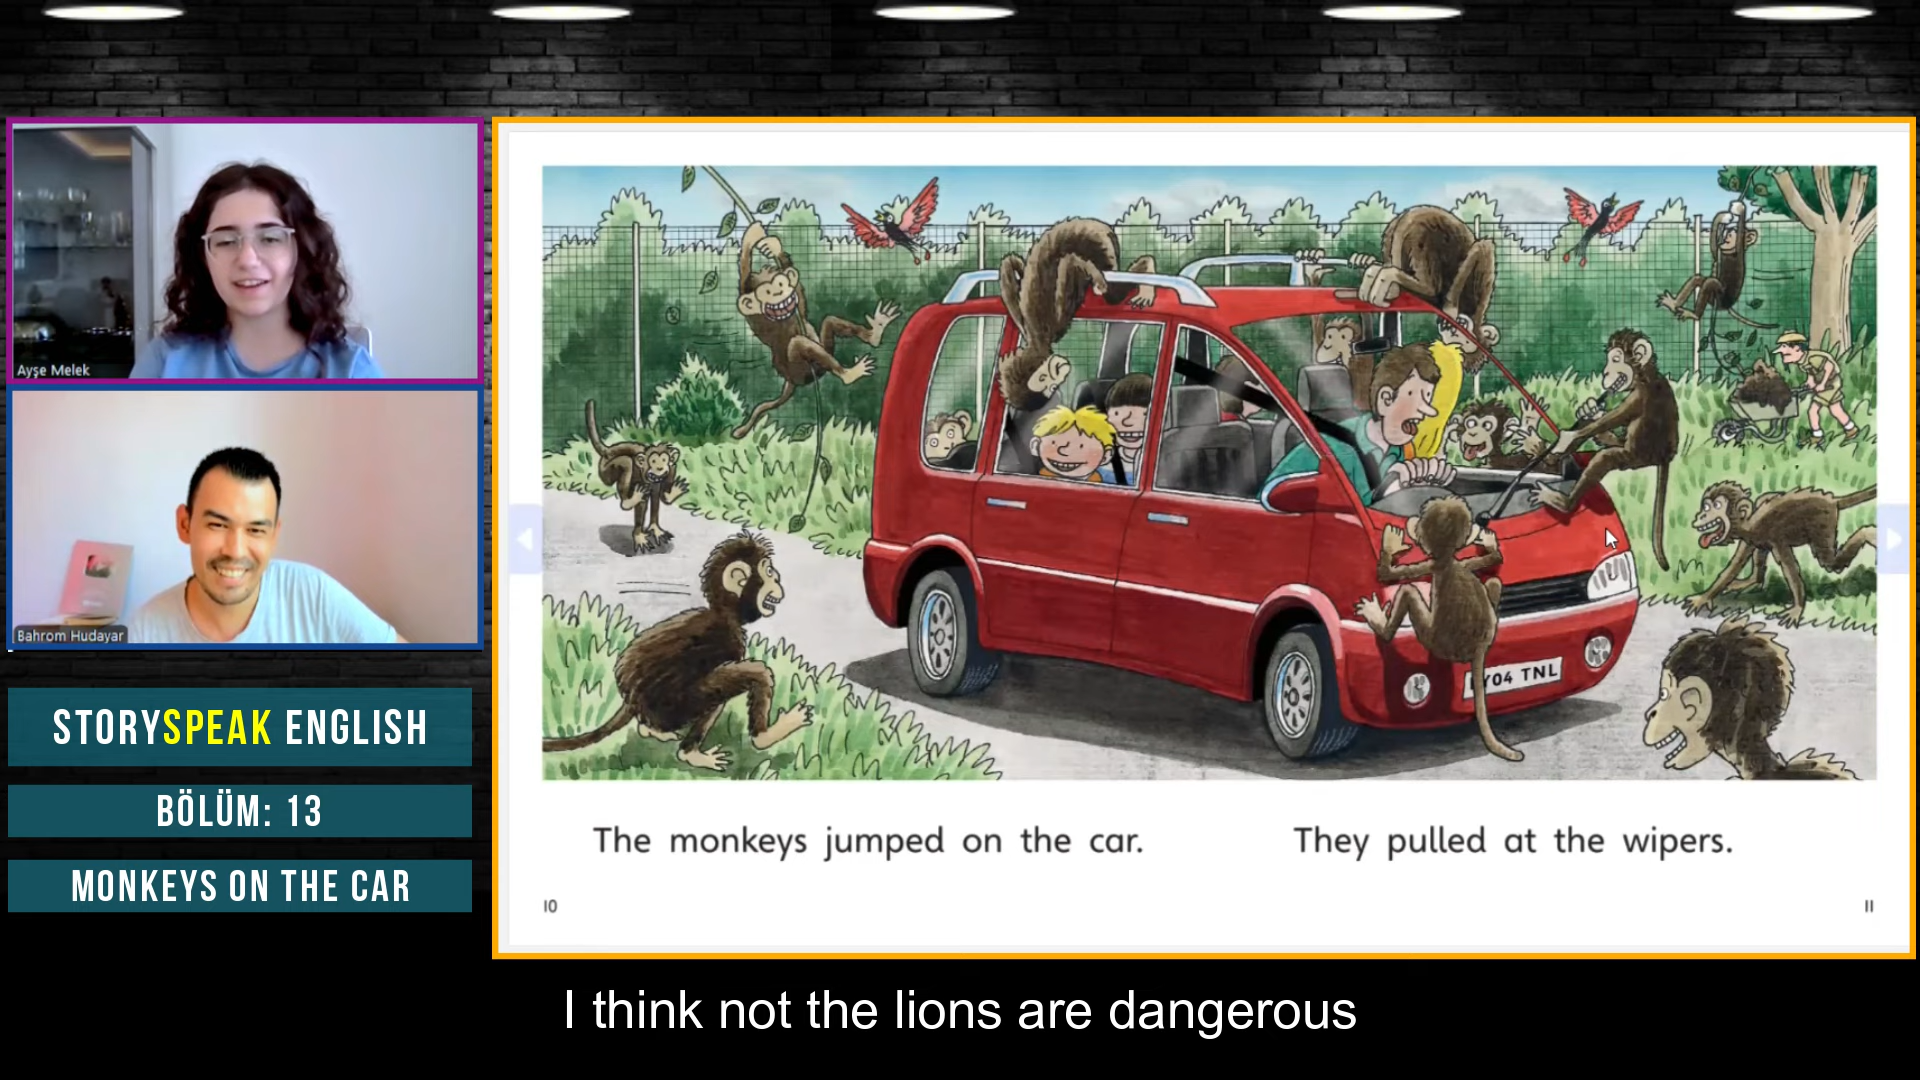 Ayşe Melek
Bahrom Hudayar
STORYSPEAK ENGLISH
BÖLÜM: 13
MONKEYS ON THE CAR
Y04 TNL
The monkeys jumped on the car.
They pulled at the wipers.
10
11
I think not the lions are dangerous